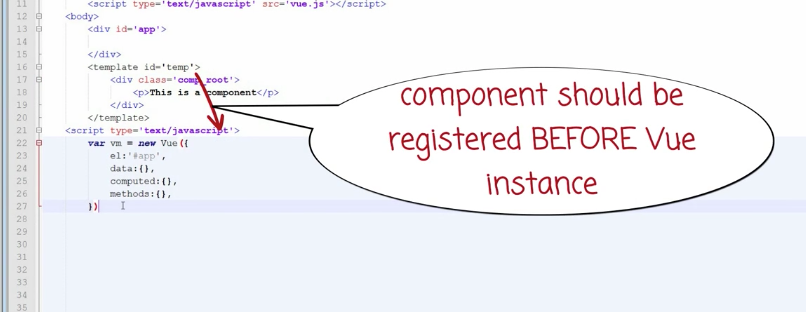 11 <script type='text/javascript' src='vue.js'></script>
12 <body>
13 <div id='app'>
14
15 </div>
16 <template id='temp'>
17 <div class='comp_root'>
18 <p>This is a component</p>
19 </div>
20 </template>
21 <script type='text/javascript'>
22 var vm = new Vue({
23 el:'#app',
24 data:{},
25 computed:{},
26 methods:{},
27 })
28
29
30
31
32
33
34
35
component should be
registered BEFORE Vue
instance